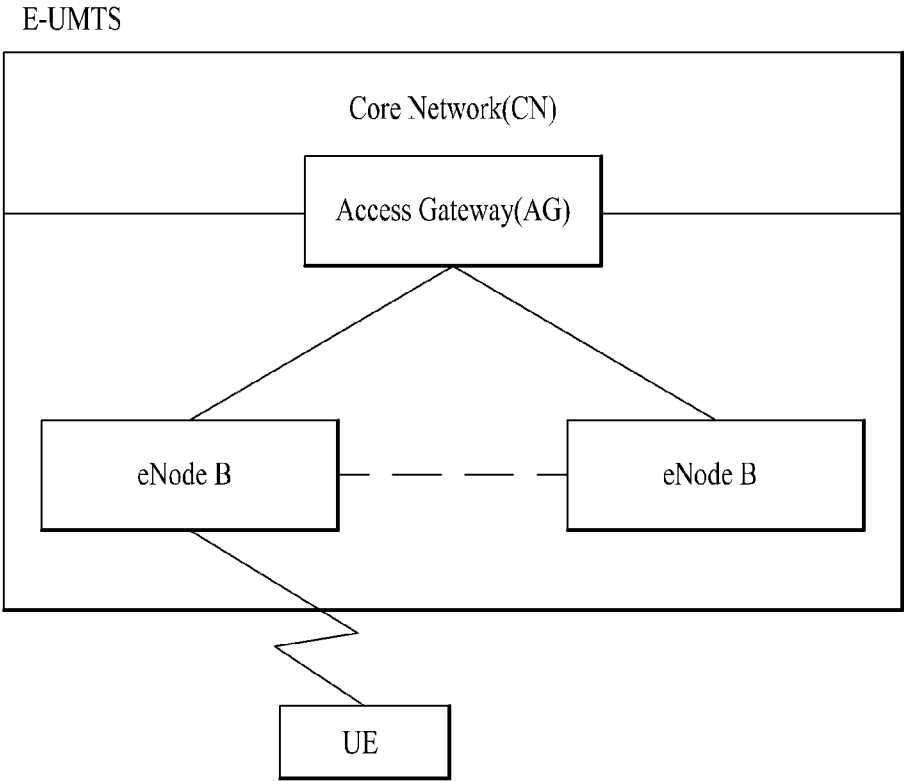 E-UMTS
Core Network(CN)
Access Gateway(AG)
eNode B
eNode B
UE